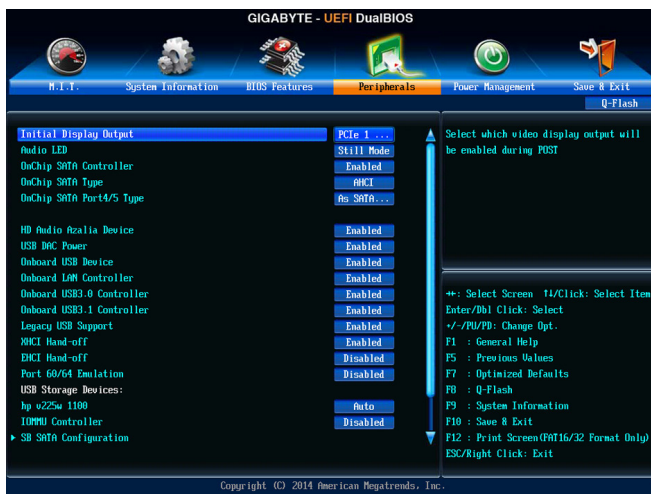 GIGABYTE - UEFI DualBIOS
M.I.T.
System Information
BIOS Features
Peripherals
Power Management
Save & Exit
Q-Flash
Initial Display Output PCIe 1 ...
Audio LED Still Mode
OnChip SATA Controller Enabled
OnChip SATA Type AHCI
OnChip SATA Port4/5 Type As SATA...
HD Audio Azalia Device Enabled
USB DAC Power Enabled
Onboard USB Device Enabled
Onboard LAN Controller Enabled
Onboard USB3.0 Controller Enabled
Onboard USB3.1 Controller Enabled
Legacy USB Support Enabled
XHCI Hand-off Enabled
EHCI Hand-off Disabled
Port 60/64 Emulation Disabled
USB Storage Devices:
hp v225w 1100 Auto
IOMMU Controller Disabled
SB SATA Configuration
Select which video display output will
be enabled during POST
↔: Select Screen ↑↓/Click: Select Item
Enter/Dbl Click: Select
+/-/PU/PD: Change Opt.
F1 : General Help
F5 : Previous Values
F7 : Optimized Defaults
F8 : Q-Flash
F9 : System Information
F10 : Save & Exit
F12 : Print Screen(FAT16/32 Format Only)
ESC/Right Click: Exit
Copyright (C) 2014 American Megatrends, Inc.